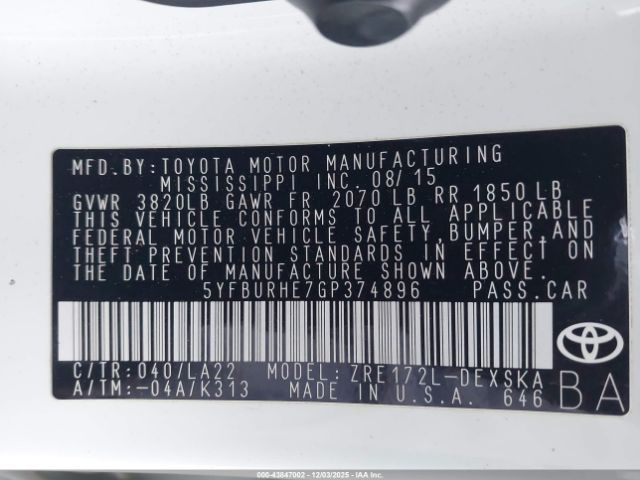 MFD. BY: TOYOTA MOTOR MANUFACTURING
MISSISSIPPI INC. 08/15
GVWR 3820LB GAWR FR 2070 LB RR 1850 LB
THIS VEHICLE CONFORMS TO ALL APPLICABLE
FEDERAL MOTOR VEHICLE SAFETY, BUMPER, AND
THEFT PREVENTION STANDARDS IN EFFECT ON
THE DATE OF MANUFACTURE SHOWN ABOVE.
5YFBURHE7GP374896 PASS. CAR
C/TR: 040/LA22 MODEL: ZRE172L-DEXSKA
A/TM: -04A/K313 MADE IN U.S.A. 646
BA
TOYOTA
000-43847002 - 12/03/2025 - IAA Inc.